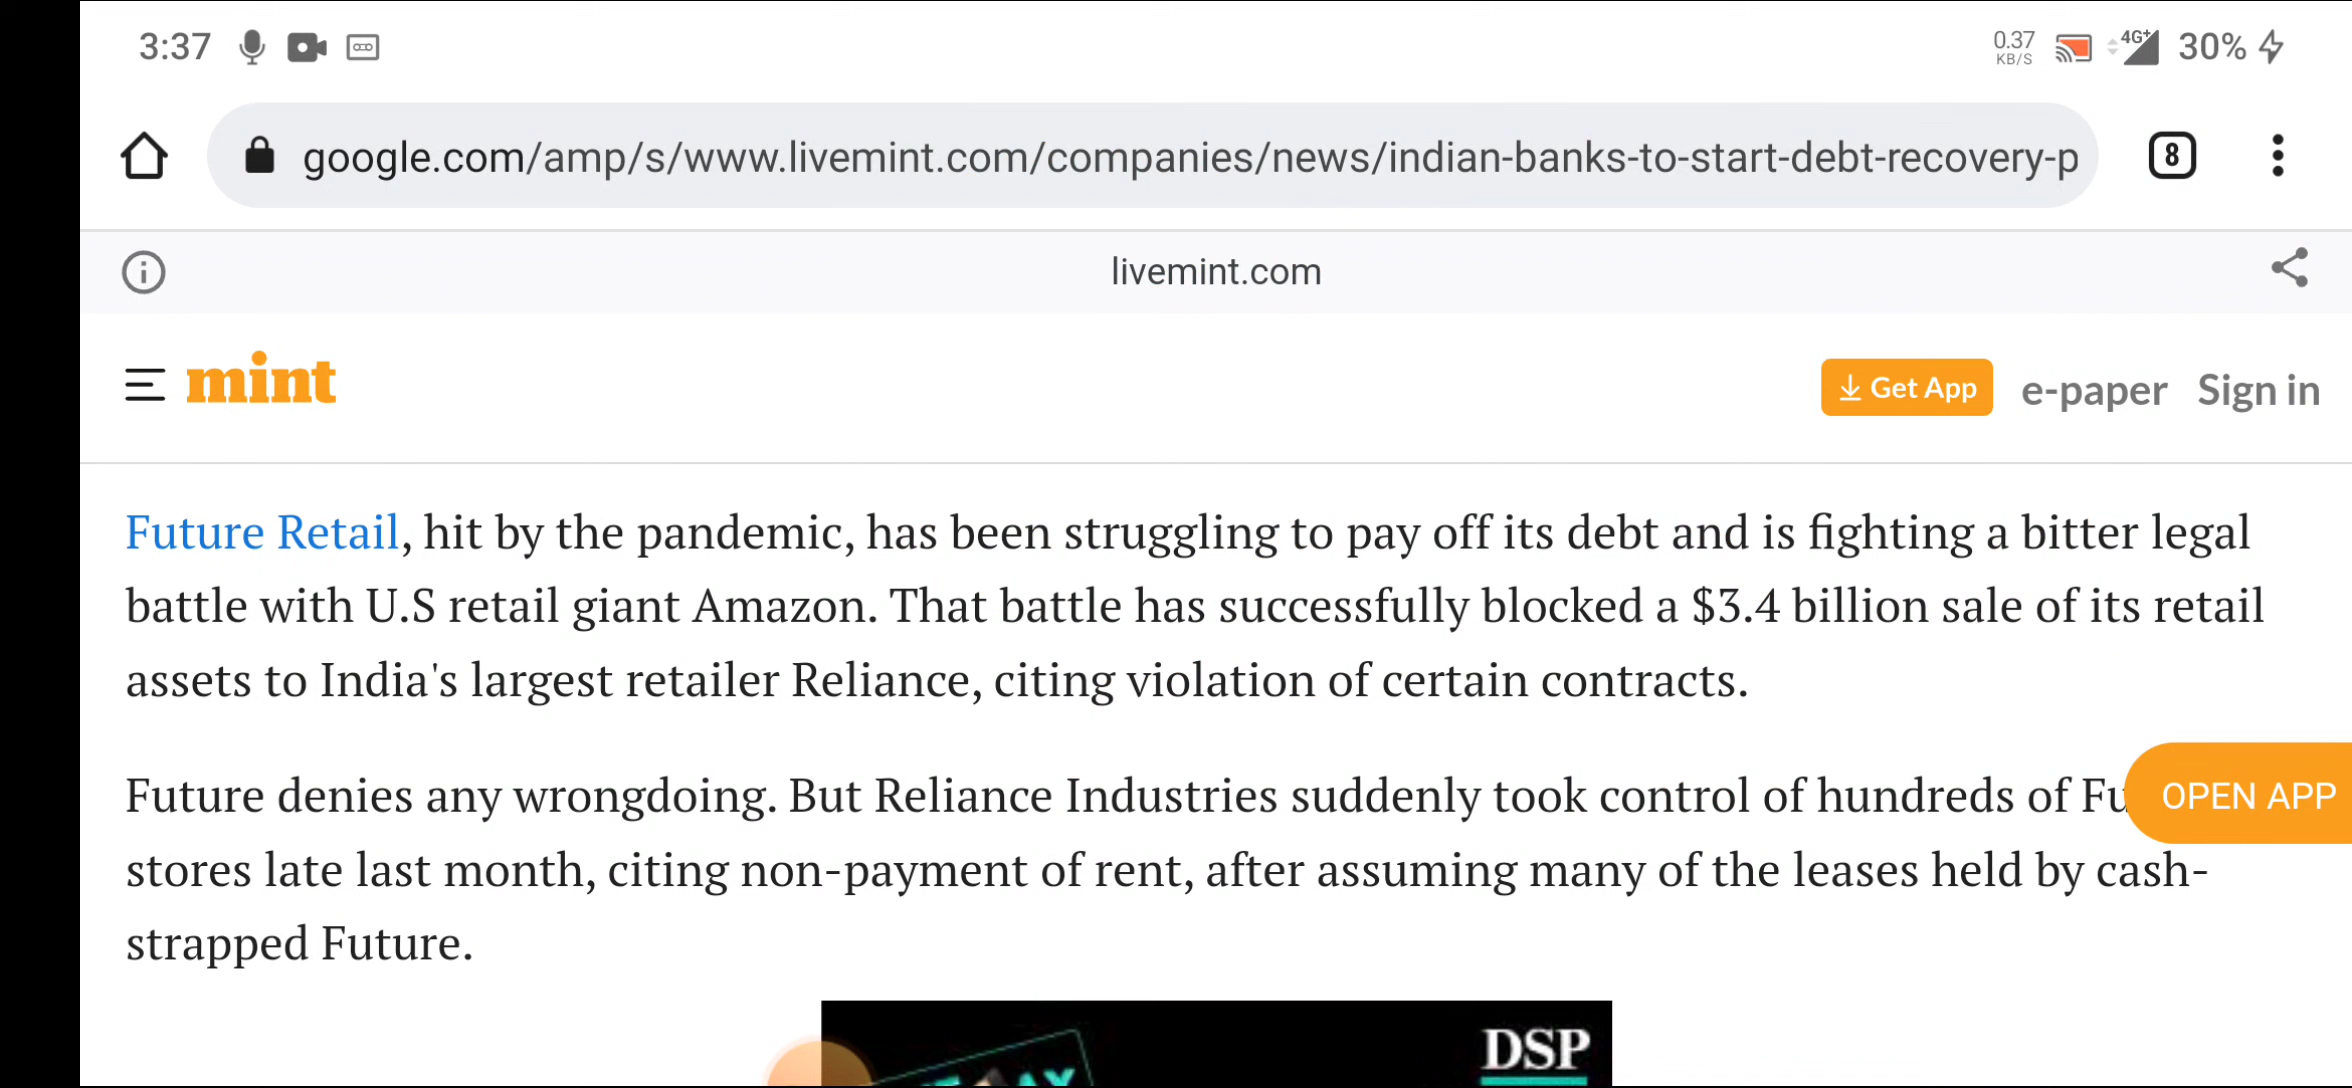 3:37
0.37
KB/S
4G+
30%
google.com/amp/s/www.livemint.com/companies/news/indian-banks-to-start-debt-recovery-p
8
livemint.com
mint
Get App
e-paper
Sign in
Future Retail, hit by the pandemic, has been struggling to pay off its debt and is fighting a bitter legal
battle with U.S retail giant Amazon. That battle has successfully blocked a $3.4 billion sale of its retail
assets to India's largest retailer Reliance, citing violation of certain contracts.
Future denies any wrongdoing. But Reliance Industries suddenly took control of hundreds of Fu
OPEN APP
stores late last month, citing non-payment of rent, after assuming many of the leases held by cash-
strapped Future.
DSP